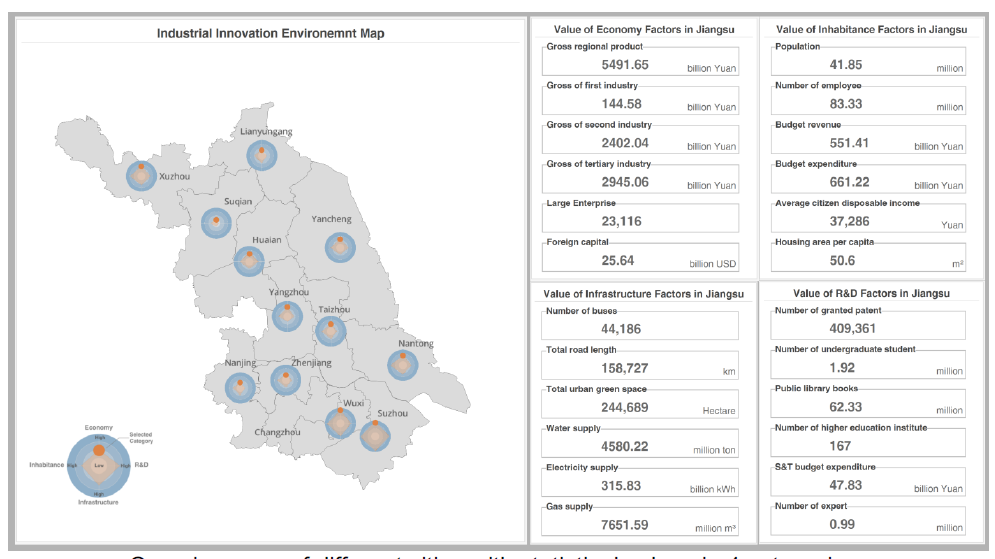 Industrial Innovation Environemnt Map
Lianyungang
Xuzhou
Suqian
Yancheng
Huaian
Yangzhou
Taizhou
Nantong
Nanjing
Zhenjiang
Wuxi
Suzhou
Changzhou
Economy
High
Selected
Category
Inhabitance
High
Low
High
R&D
High
Infrastructure
Value of Economy Factors in Jiangsu
Gross regional product
5491.65 billion Yuan
Gross of first industry
144.58 billion Yuan
Gross of second industry
2402.04 billion Yuan
Gross of tertiary industry
2945.06 billion Yuan
Large Enterprise
23,116
Foreign capital
25.64 billion USD
Value of Inhabitance Factors in Jiangsu
Population
41.85 million
Number of employe
83.33 million
Budget revenue
551.41 billion Yuan
Budget expenditure
661.22 billion Yuan
Average citizen disposable income
37,286 Yuan
Housing area per capita
50.6 m²
Value of Infrastructure Factors in Jiangsu
Number of buses
44,186
Total road length
158,727 km
Total urban green space
244,689 Hectare
Water supply
4580.22 million ton
Electricity supply
315.83 billion kWh
Gas supply
7651.59 million m³
Value of R&D Factors in Jiangsu
Number of granted patent
409,361
Number of undergraduate student
1.92 million
Public library books
62.33 million
Number of higher education institute
167
S&T budget expenditure
47.83 billion Yuan
Number of expert
0.99 million